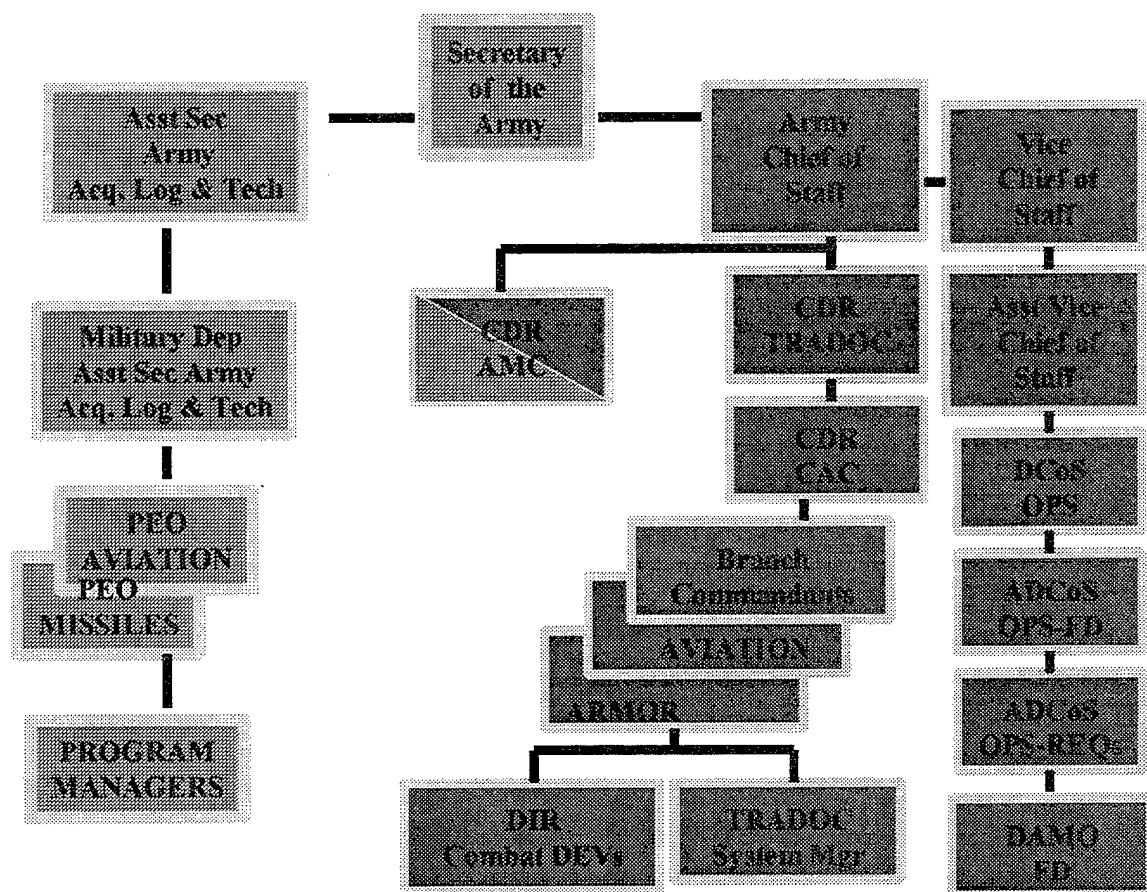 Secretary
of the
Army
Asst Sec
Army
Acq, Log & Tech
Army
Chief of
Staff
Vice
Chief of
Staff
Military Dep
Asst Sec Army
Acq, Log & Tech
CDR
AMC
CDR
TRADOC
Asst Vice
Chief of
Staff
CDR
CAC
DCoS
OPS
PEO
AVIATION
PEO
MISSILES
Branch
Commandants
AVIATION
ARMOR
ADCoS
OPS-FD
ADCoS
OPS-REQs
PROGRAM
MANAGERS
DIR
Combat DEVs
TRADOC
System Mgr
DAMO
FD